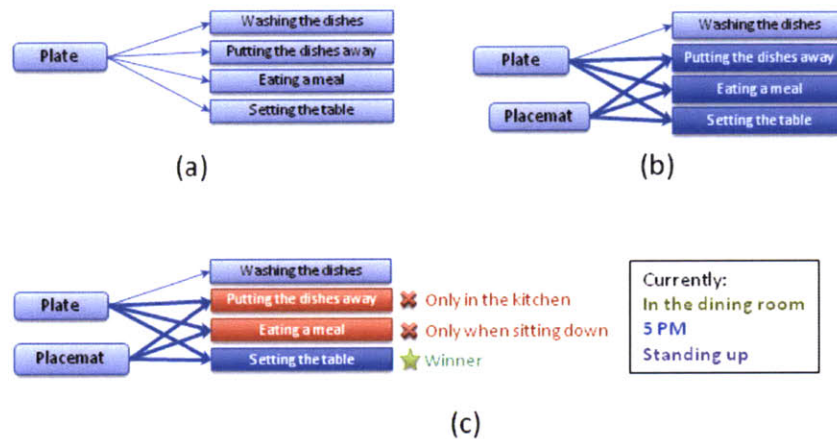 Plate
Washing the dishes
Putting the dishes away
Eating a meal
Setting the table
(a)
Plate
Placemat
Washing the dishes
Putting the dishes away
Eating a meal
Setting the table
(b)
Plate
Placemat
Washing the dishes
Putting the dishes away
Eating a meal
Setting the table
Only in the kitchen
Only when sitting down
Winner
Currently:
In the dining room
5 PM
Standing up
(c)